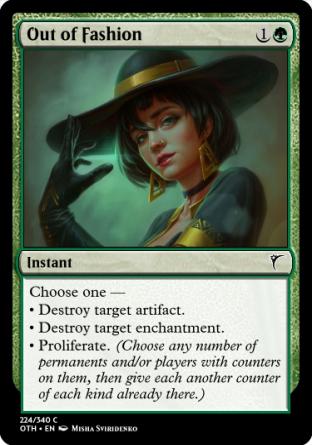 Out of Fashion 1
Instant
Choose one —
• Destroy target artifact.
• Destroy target enchantment.
• Proliferate. (Choose any number of
permanents and/or players with counters
on them, then give each another counter
of each kind already there.)
224/340 C
OTH • EN Misha Sviridenko